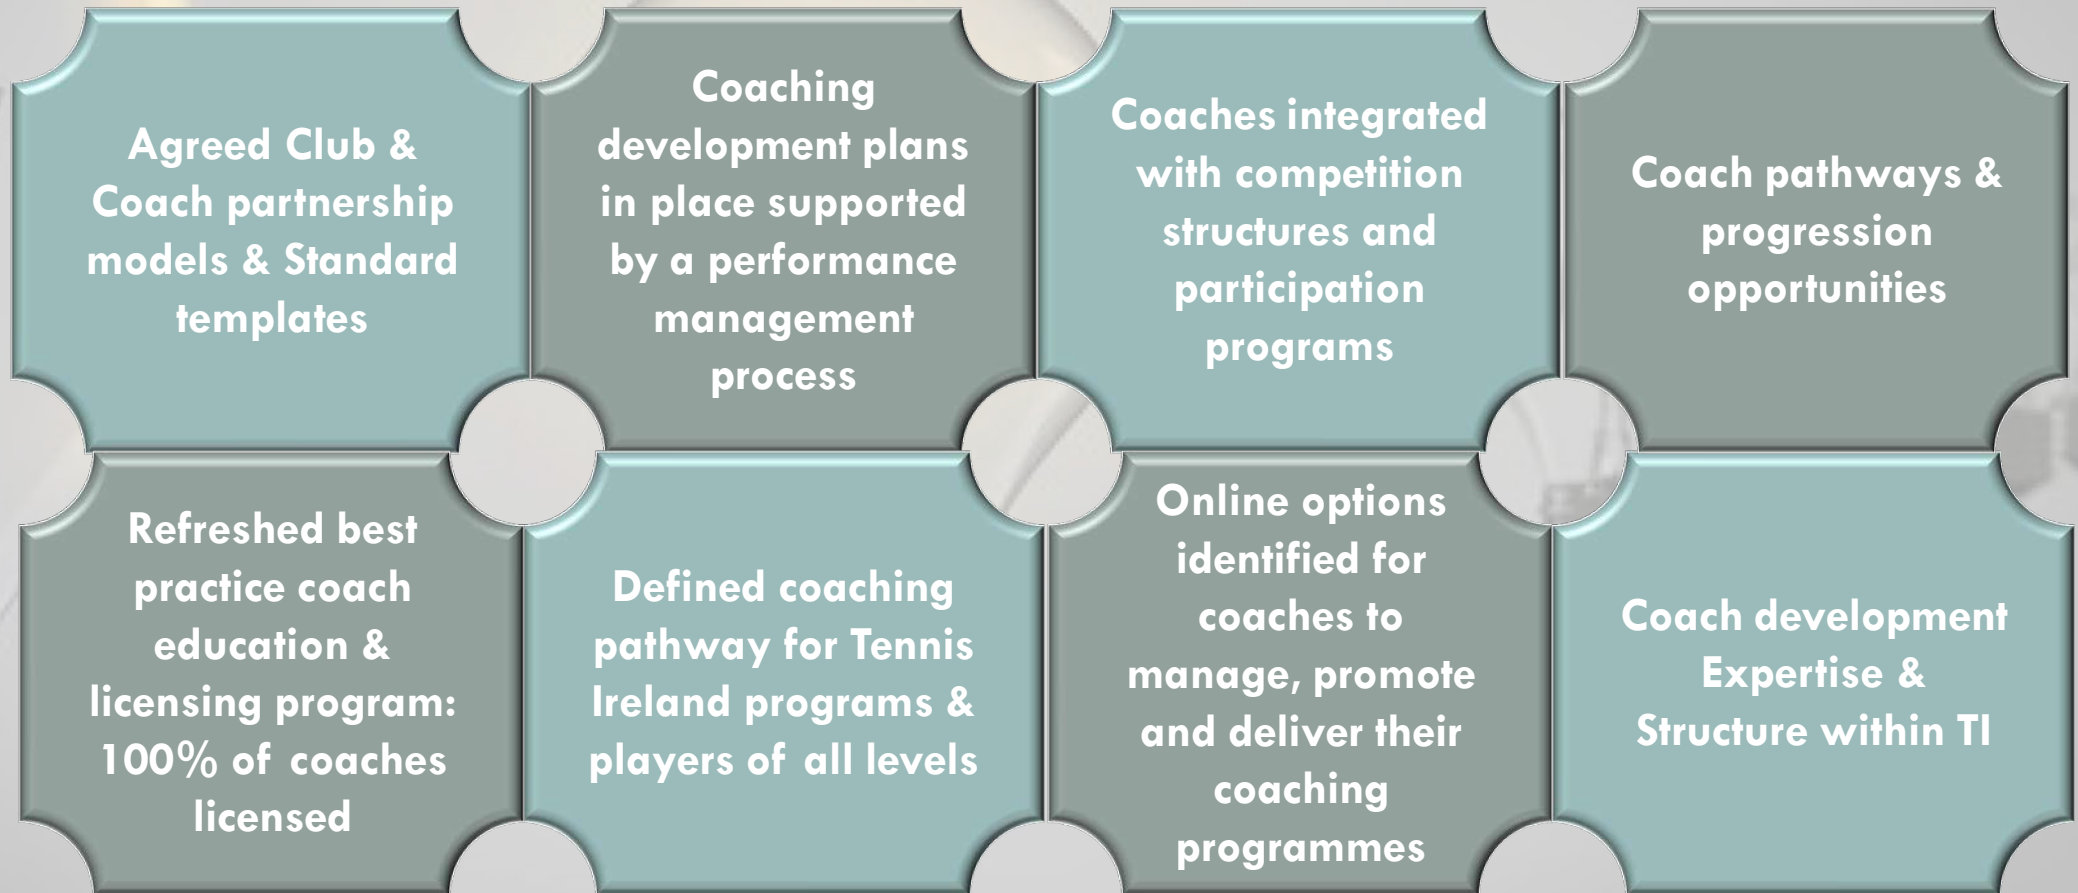 Agreed Club &
Coach partnership
models & Standard
templates
Coaching
development plans
in place supported
by a performance
management
process
Coaches integrated
with competition
structures and
participation
programs
Coach pathways &
progression
opportunities
Refreshed best
practice coach
education &
licensing program:
100% of coaches
licensed
Defined coaching
pathway for Tennis
Ireland programs &
players of all levels
Online options
identified for
coaches to
manage, promote
and deliver their
coaching
programmes
Coach development
Expertise &
Structure within TI